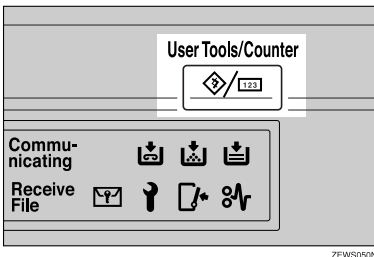 User Tools/Counter
123
Commu-
nicating
Receive
File
ZEWS050N